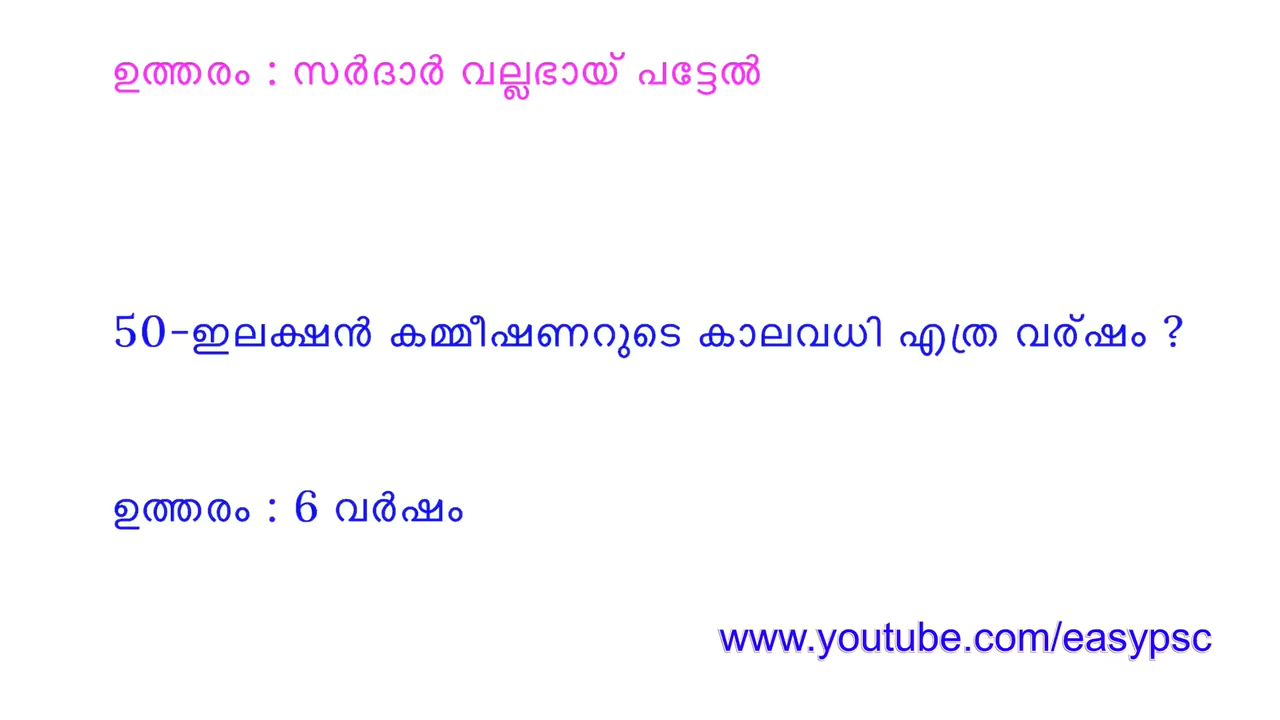 ഉത്തരം : സർദാർ വല്ലഭായ് പട്ടേൽ
50-ഇലക്ഷൻ കമ്മീഷണറുടെ കാലവധി എത്ര വര്ഷം ?
ഉത്തരം : 6 വർഷം
www.youtube.com/easypsc